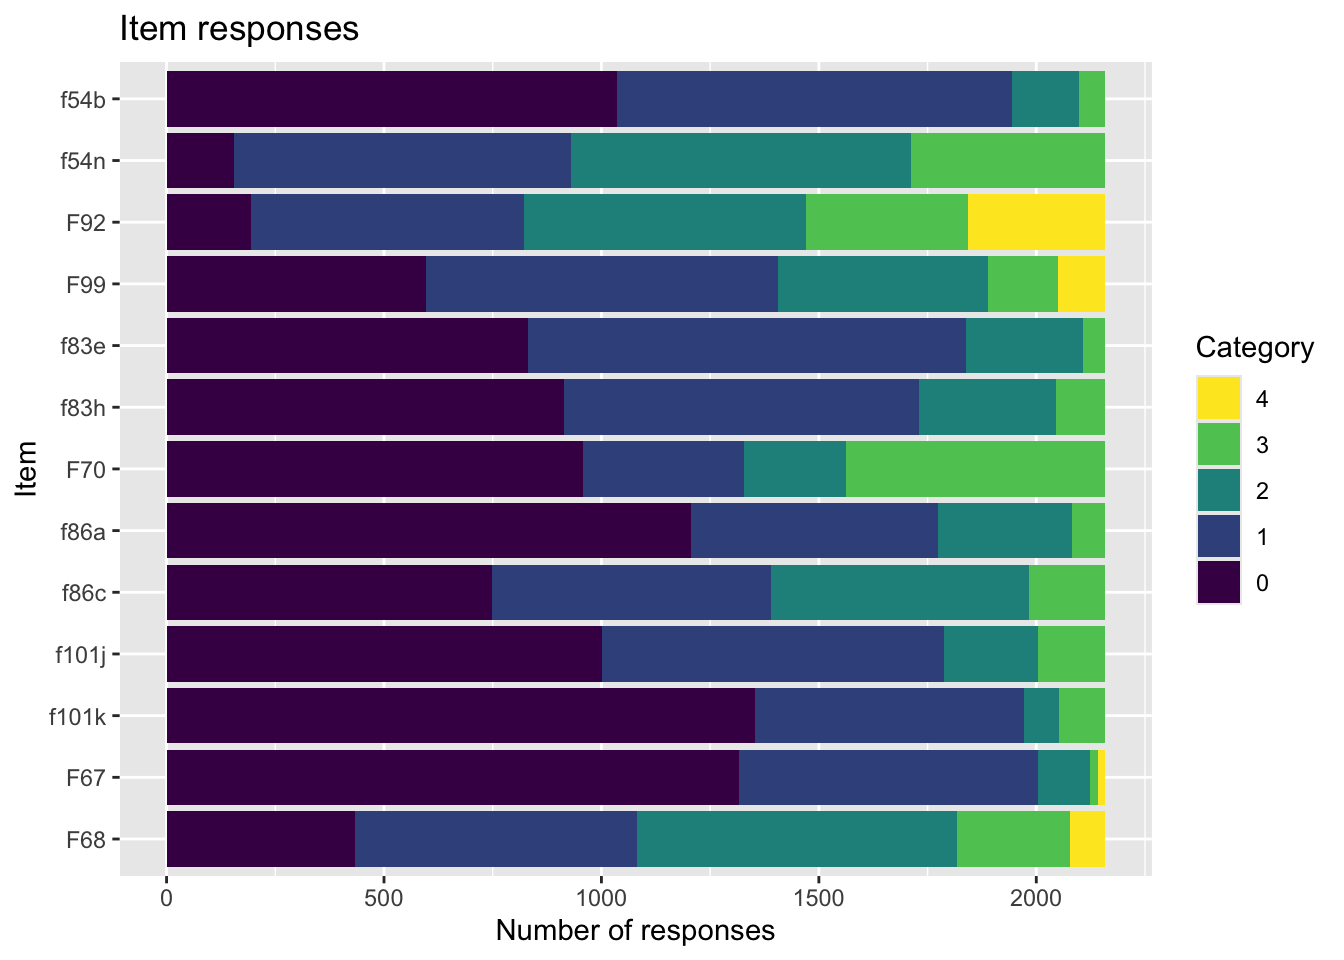 Item responses
f54b
f54n
F92
F99
f83e
f83h
F70
f86a
f86c
f101j
f101k
F67
F68
Item
0 500 1000 1500 2000
Number of responses
Category
4
3
2
1
0